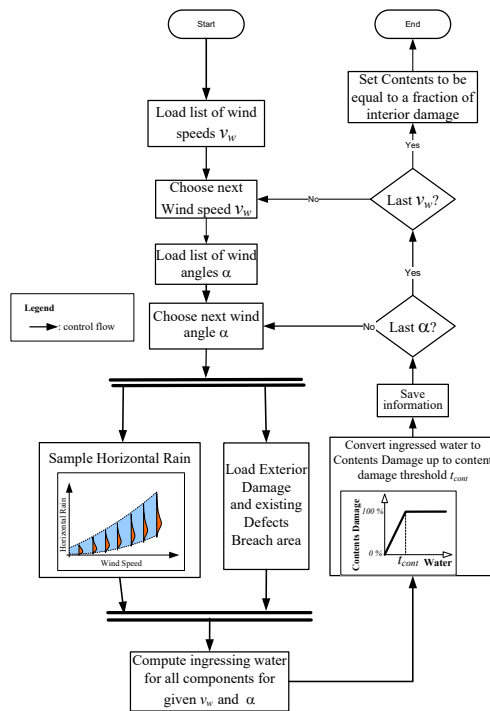 Start
End
Load list of wind
speeds vw
Set Contents to be
equal to a fraction of
interior damage
Yes
Choose next
Wind speed vw
No
Last vw?
Load list of wind
angles α
Yes
Legend
: control flow
Choose next wind
angle α
No
Last α?
Save
information
Sample Horizontal Rain
Horizontal Rain
Wind Speed
Load Exterior
Damage
and existing
Defects
Breach area
Convert ingressed water to
Contents Damage up to content
damage threshold tcont
Contents Damage
100 %
0 %
Water
tcont
Compute ingressing water
for all components for
given vw and α